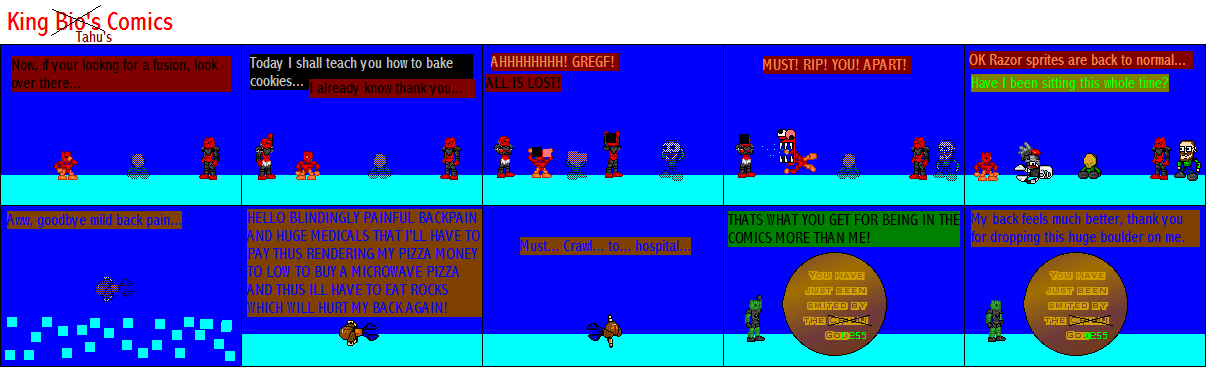 King Bio's Comics
Tahu's
Now, if your lookng for a fusion, look
over there...
Today I shall teach you how to bake
cookies...
I already know thank you...
AHHHHHHHH! GREGF!
ALL IS LOST!
MUST! RIP! YOU! APART!
OK Razor sprites are back to normal...
Have I been sitting this whole time?
Aww, goodbye mild back pain...
HELLO BLINDINGLY PAINFUL BACKPAIN
AND HUGE MEDICALS THAT I'LL HAVE TO
PAY THUS RENDERING MY PIZZA MONEY
TO LOW TO BUY A MICROWAVE PIZZA
AND THUS ILL HAVE TO EAT ROCKS
WHICH WILL HURT MY BACK AGAIN!
Must... Crawl... to... hospital...
THATS WHAT YOU GET FOR BEING IN THE
COMICS MORE THAN ME!
You have
just been
smited by
the
My back feels much better, thank you
for dropping this huge boulder on me.
You have
just been
smited by
the